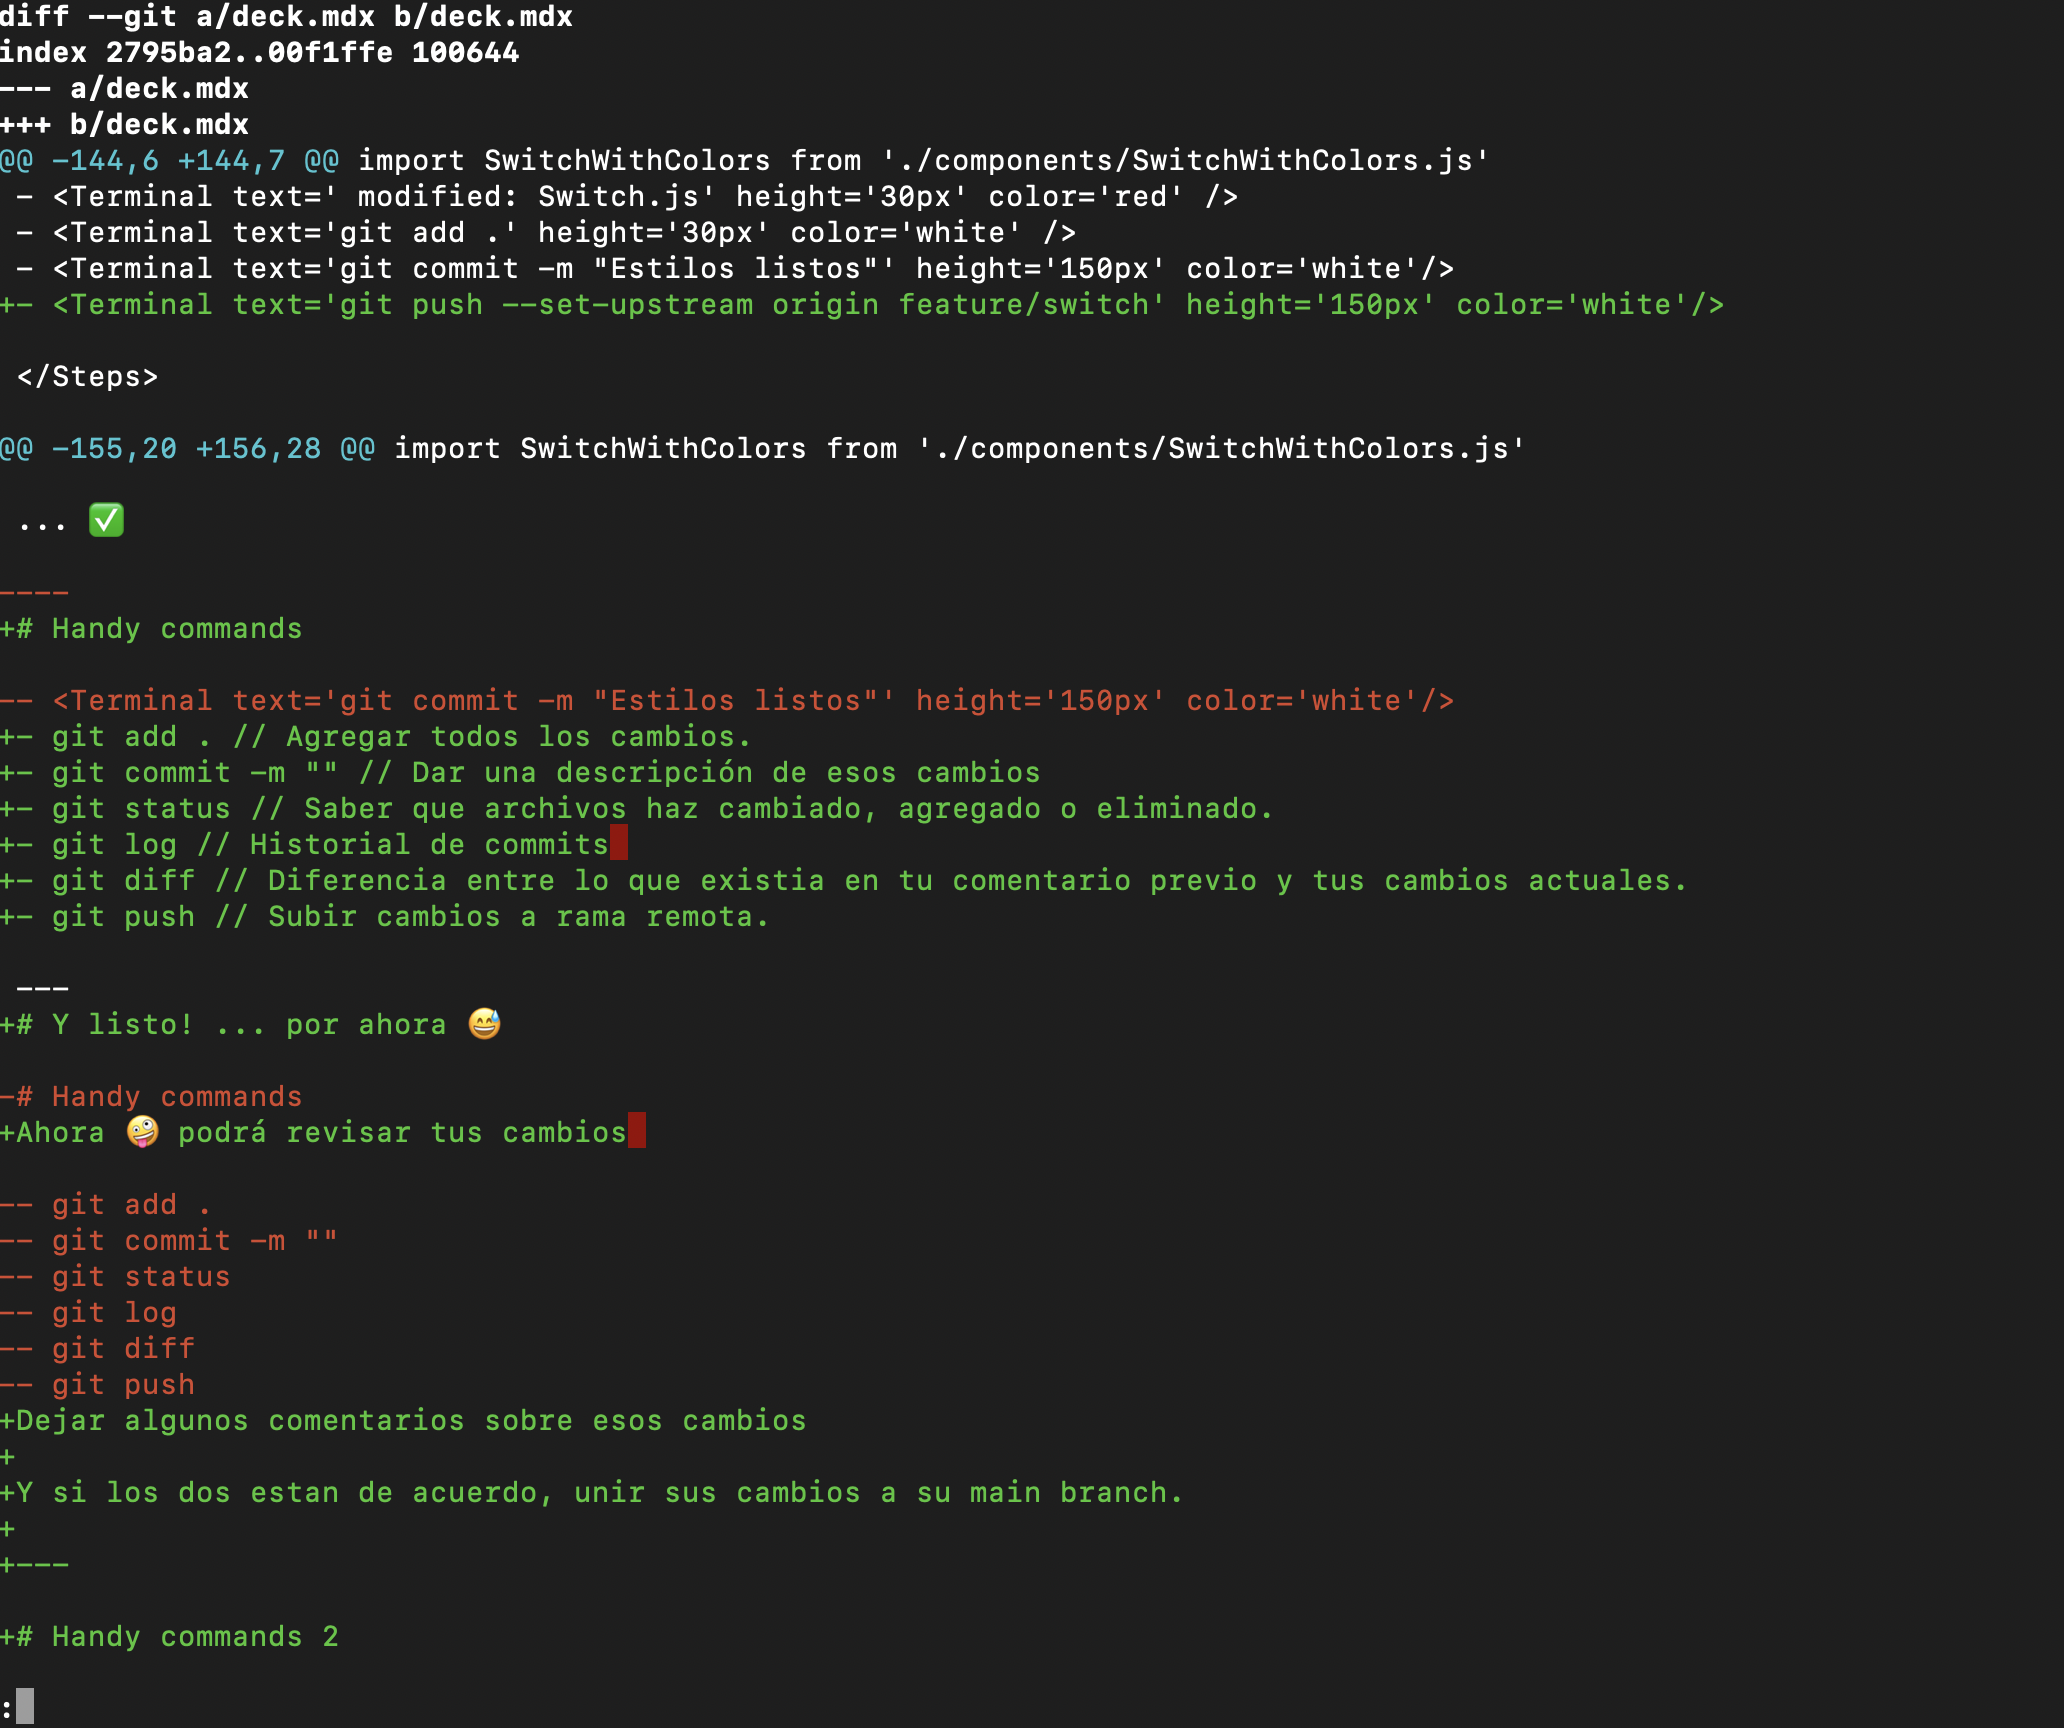 diff --git a/deck.mdx b/deck.mdx
index 2795ba2..00f1ffe 100644
--- a/deck.mdx
+++ b/deck.mdx
@@ -144,6 +144,7 @@ import SwitchWithColors from './components/SwitchWithColors.js'
 - <Terminal text=' modified: Switch.js' height='30px' color='red' />
 - <Terminal text='git add .' height='30px' color='white' />
 - <Terminal text='git commit -m "Estilos listos"' height='150px' color='white'/>
+- <Terminal text='git push --set-upstream origin feature/switch' height='150px' color='white'/>
 </Steps>
@@ -155,20 +156,28 @@ import SwitchWithColors from './components/SwitchWithColors.js'
 ... ✅
----
+# Handy commands
-- <Terminal text='git commit -m "Estilos listos"' height='150px' color='white'/>
+- git add . // Agregar todos los cambios.
+- git commit -m "" // Dar una descripción de esos cambios
+- git status // Saber que archivos haz cambiado, agregado o eliminado.
+- git log // Historial de commits
+- git diff // Diferencia entre lo que existia en tu comentario previo y tus cambios actuales.
+- git push // Subir cambios a rama remota.
 ---
+# Y listo! ... por ahora 😅
-# Handy commands
+Ahora 🤪 podrá revisar tus cambios
-- git add .
-- git commit -m ""
-- git status
-- git log
-- git diff
-- git push
+Dejar algunos comentarios sobre esos cambios
+
+Y si los dos estan de acuerdo, unir sus cambios a su main branch.
+
+---
+# Handy commands 2
: